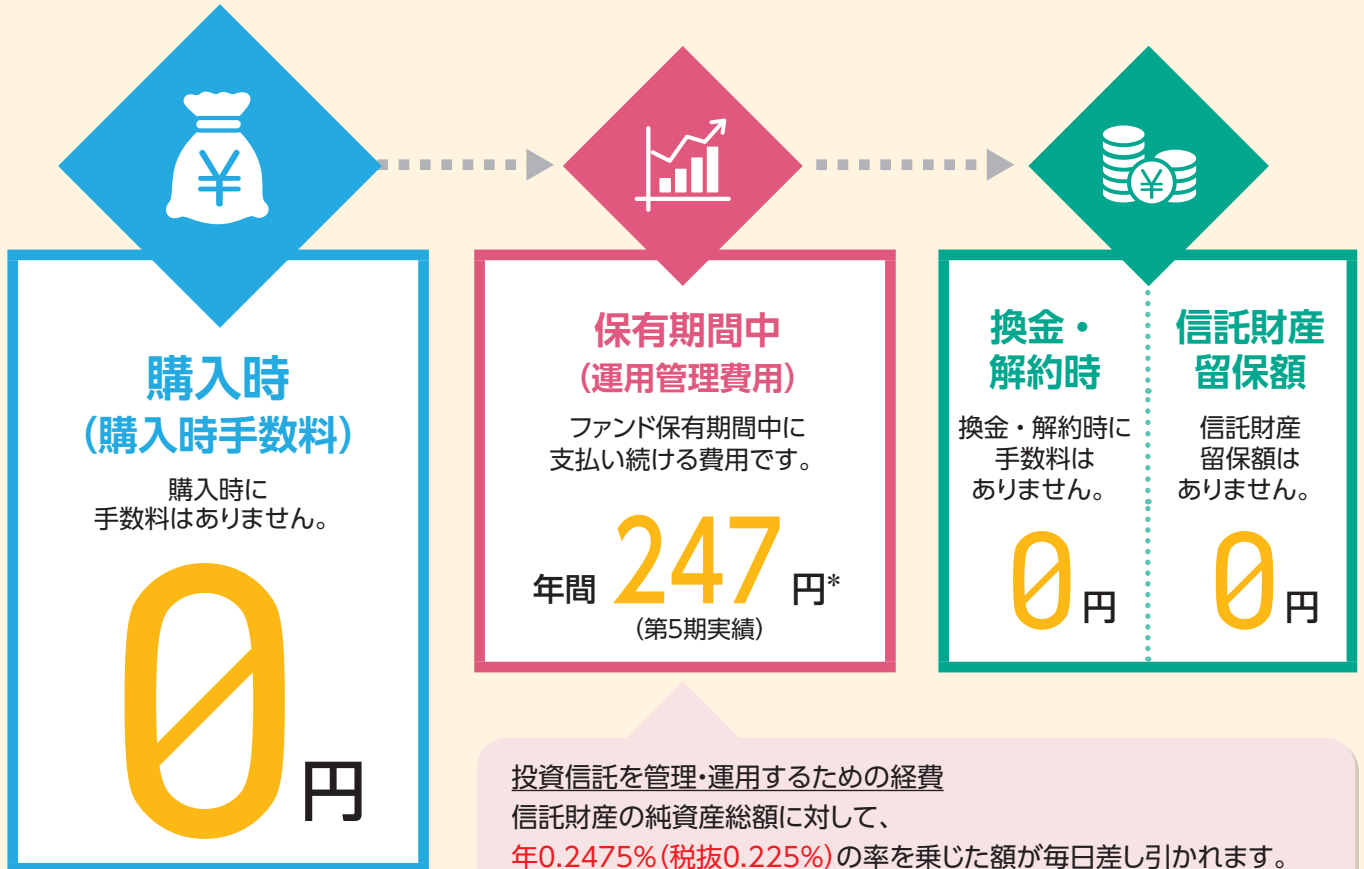 ¥
購入時
（購入時手数料）
購入時に
手数料はありません。
0円
保有期間中
（運用管理費用）
ファンド保有期間中に
支払い続ける費用です。
年間 247 円*
（第5期実績）
¥
換金・
解約時
換金・解約時に
手数料は
ありません。
0円
信託財産
留保額
信託財産
留保額は
ありません。
0円
投資信託を管理・運用するための経費
信託財産の純資産総額に対して、
年0.2475％（税抜0.225％）の率を乗じた額が毎日差し引かれます。